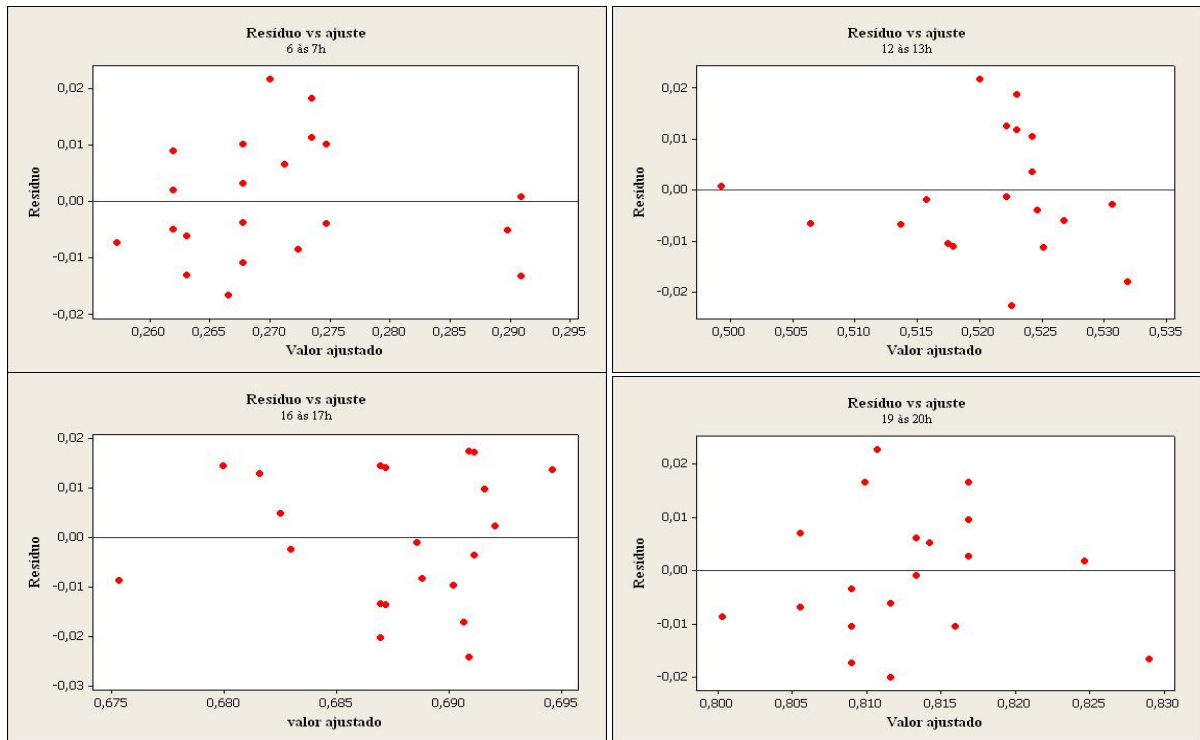 Resíduo vs ajuste
6 às 7h
0,02
0,01
0,00
-0,01
-0,02
Resíduo
0,260 0,265 0,270 0,275 0,280 0,285 0,290 0,295
Valor ajustado
Resíduo vs ajuste
12 às 13h
0,02
0,01
0,00
-0,01
-0,02
Resíduo
0,500 0,505 0,510 0,515 0,520 0,525 0,530 0,535
Valor ajustado
Resíduo vs ajuste
16 às 17h
0,02
0,01
0,00
-0,01
-0,02
-0,03
Resíduo
0,675 0,680 0,685 0,690 0,695
valor ajustado
Resíduo vs ajuste
19 às 20h
0,02
0,01
0,00
-0,01
-0,02
Resíduo
0,800 0,805 0,810 0,815 0,820 0,825 0,830
Valor ajustado